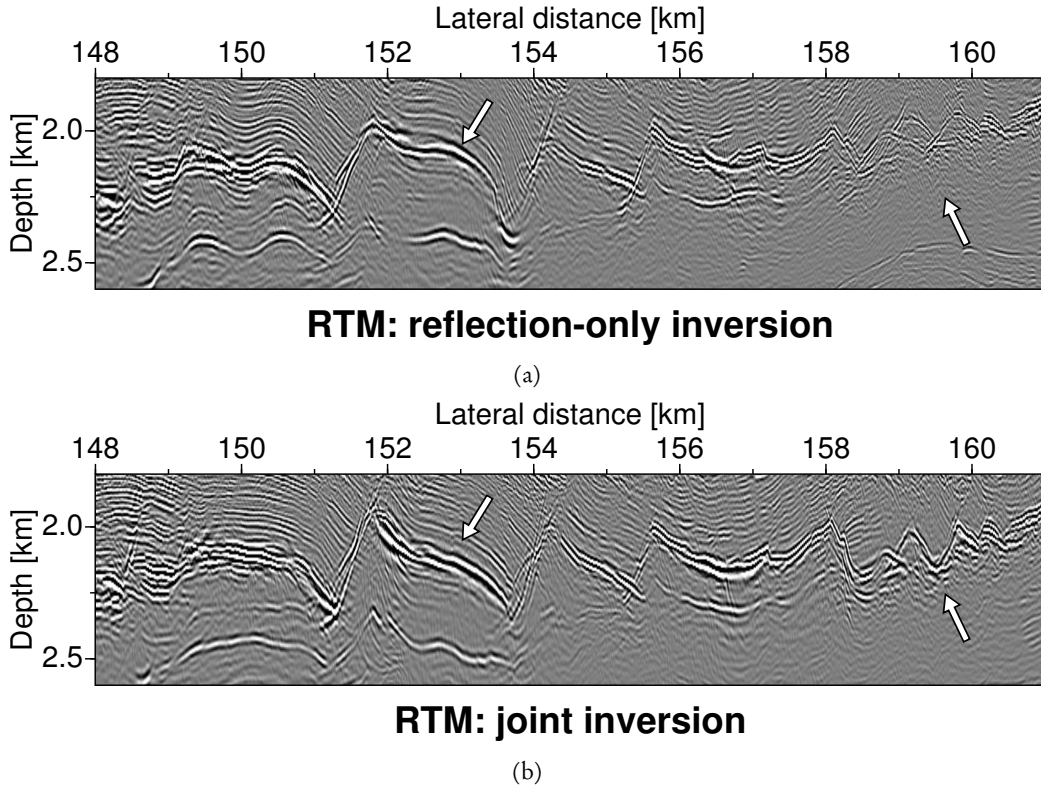 Lateral distance [km]
148 150 152 154 156 158 160
Depth [km]
2.0
2.5
RTM: reflection-only inversion
(a)
Lateral distance [km]
148 150 152 154 156 158 160
Depth [km]
2.0
2.5
RTM: joint inversion
(b)